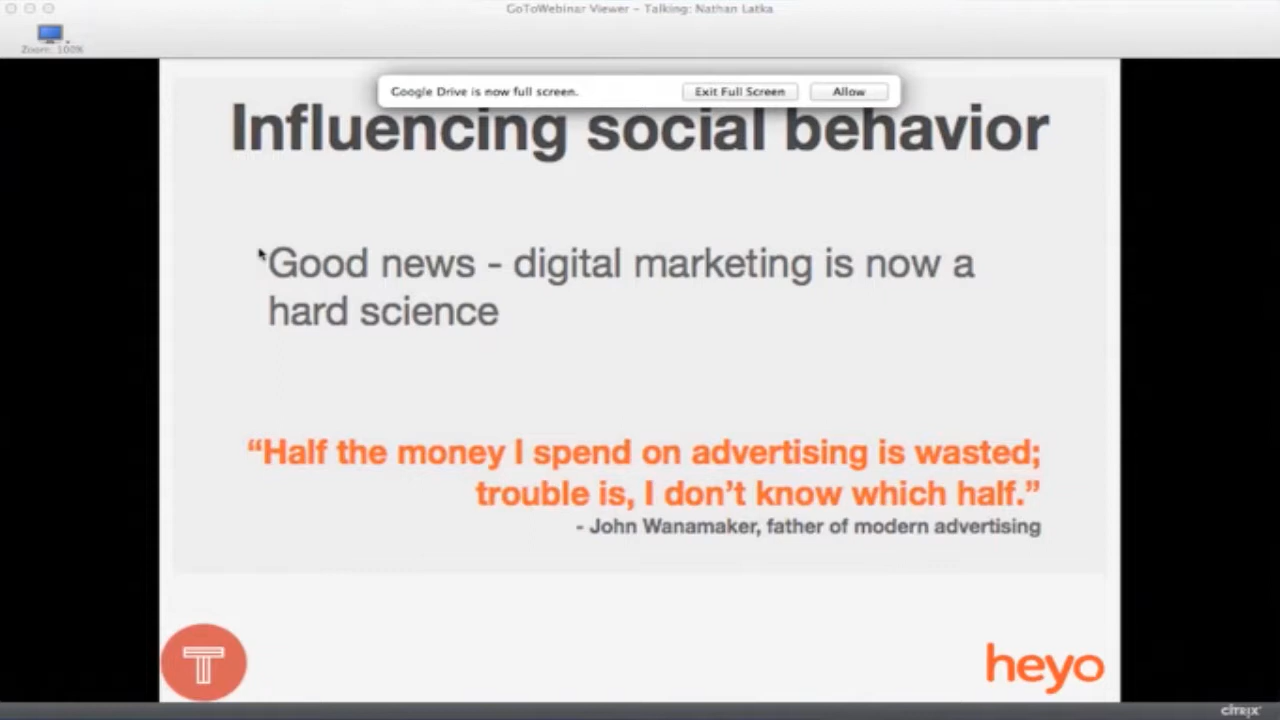 GoToWebinar Viewer - Talking: Nathan Latka
Zoom: 100%
Google Drive is now full screen. Exit Full Screen Allow
Influencing social behavior
Good news - digital marketing is now a
hard science
“Half the money I spend on advertising is wasted;
trouble is, I don’t know which half.”
- John Wanamaker, father of modern advertising
T heyo
CITRIX